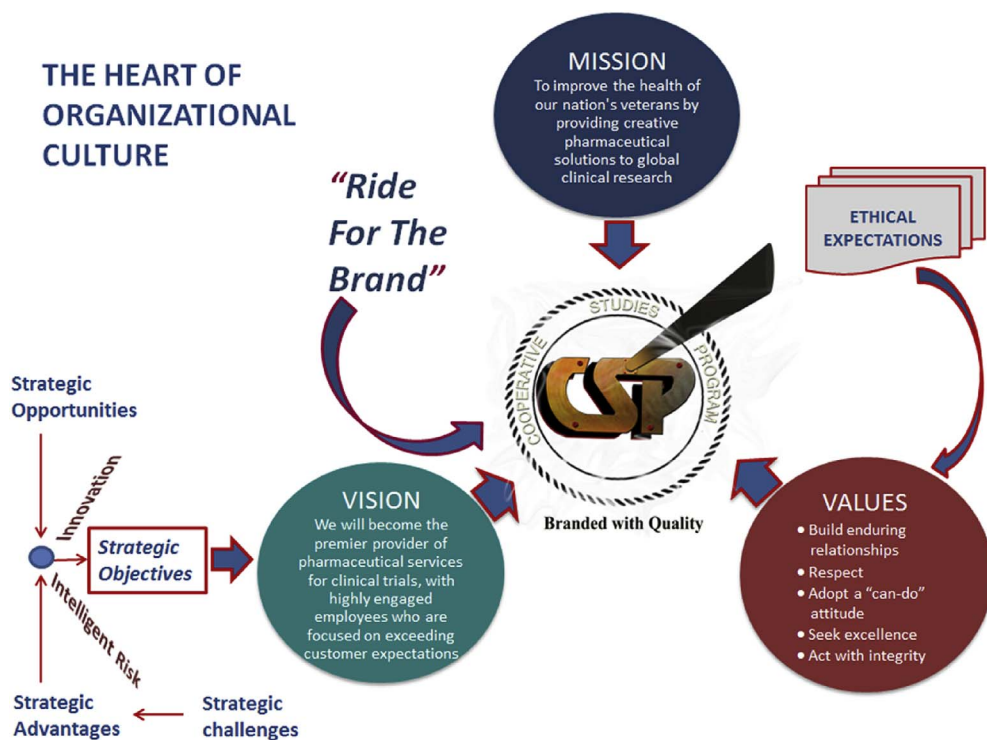 THE HEART OF
ORGANIZATIONAL
CULTURE
MISSION
To improve the health of
our nation's veterans by
providing creative
pharmaceutical
solutions to global
clinical research
"Ride
For The
Brand"
ETHICAL
EXPECTATIONS
COOPERATIVE STUDIES PROGRAM
CSP
Branded with Quality
Strategic
Opportunities
Innovation
Strategic
Objectives
Intelligent Risk
Strategic
Advantages
Strategic
challenges
VISION
We will become the
premier provider of
pharmaceutical services
for clinical trials, with
highly engaged
employees who are
focused on exceeding
customer expectations
VALUES
• Build enduring
relationships
• Respect
• Adopt a “can-do”
attitude
• Seek excellence
• Act with integrity